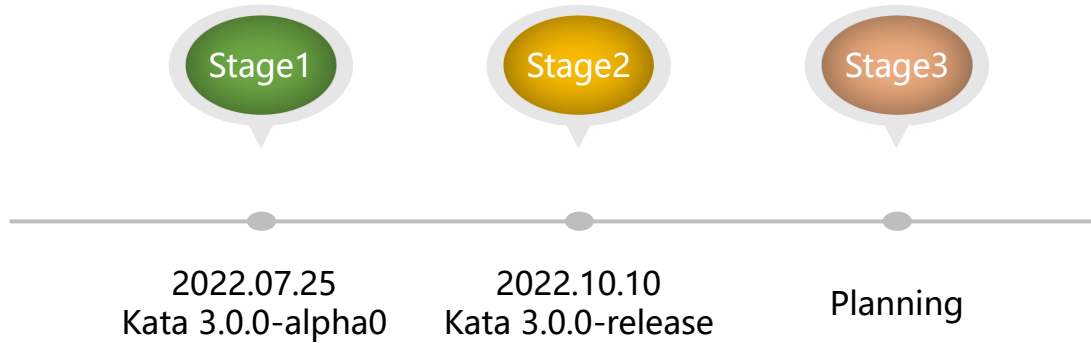 Stage1
Stage2
Stage3
2022.07.25
Kata 3.0.0-alpha0
2022.10.10
Kata 3.0.0-release
Planning